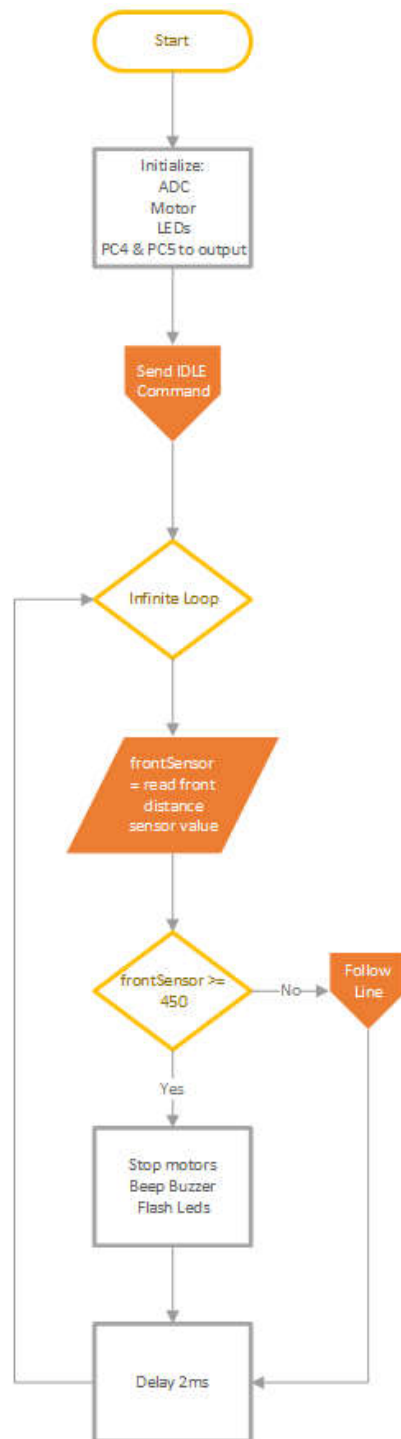 Start
Initialize:
ADC
Motor
LEDs
PC4 & PC5 to output
Send IDLE
Command
Infinite Loop
frontSensor
= read front
distance
sensor value
frontSensor >=
450
No
Follow
Line
Yes
Stop motors
Beep Buzzer
Flash Leds
Delay 2ms